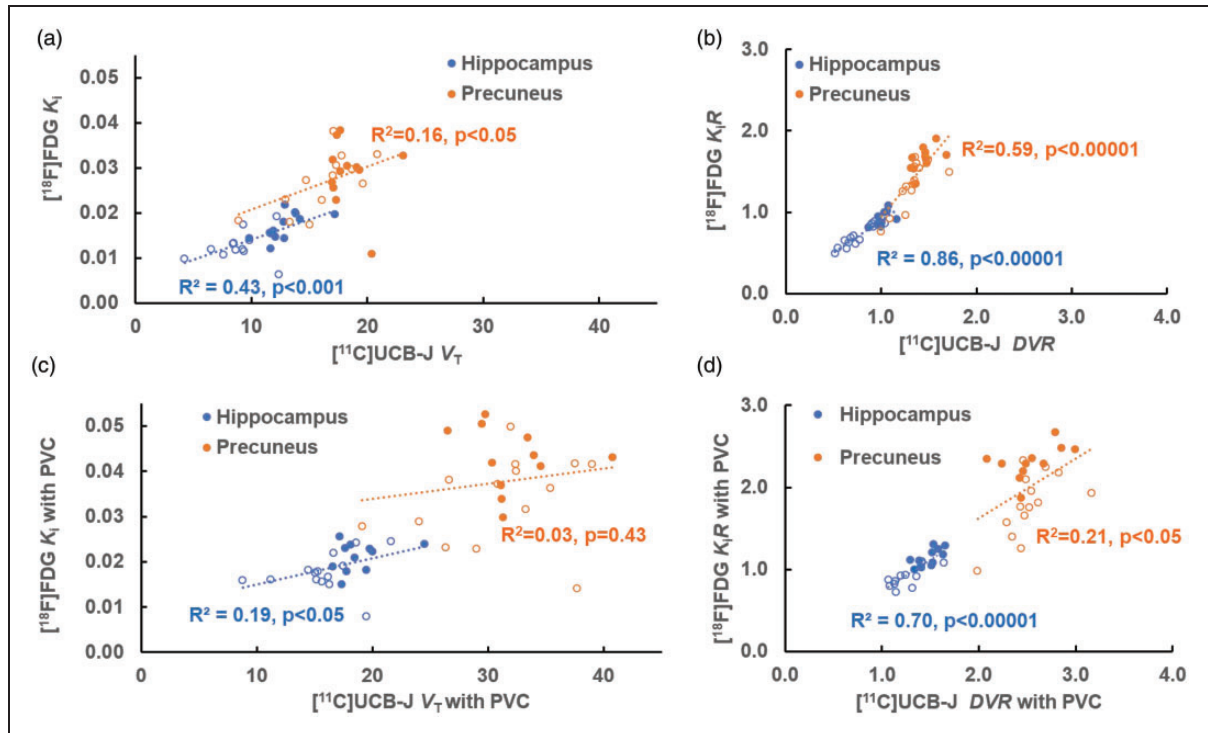 (a)
[¹⁸F]FDG Kᵢ
0.05
0.04
0.03
0.02
0.01
0.00
Hippocampus
Precuneus
R²=0.16, p<0.05
R² = 0.43, p<0.001
0 10 20 30 40
[¹¹C]UCB-J V_T
(b)
[¹⁸F]FDG KᵢR
3.0
2.0
1.0
0.0
Hippocampus
Precuneus
R²=0.59, p<0.00001
R² = 0.86, p<0.00001
0.0 1.0 2.0 3.0 4.0
[¹¹C]UCB-J DVR
(c)
[¹⁸F]FDG Kᵢ with PVC
0.05
0.04
0.03
0.02
0.01
0.00
Hippocampus
Precuneus
R²=0.03, p=0.43
R² = 0.19, p<0.05
0 10 20 30 40
[¹¹C]UCB-J V_T with PVC
(d)
[¹⁸F]FDG KᵢR with PVC
3.0
2.0
1.0
0.0
Hippocampus
Precuneus
R²=0.21, p<0.05
R² = 0.70, p<0.00001
0.0 1.0 2.0 3.0 4.0
[¹¹C]UCB-J DVR with PVC